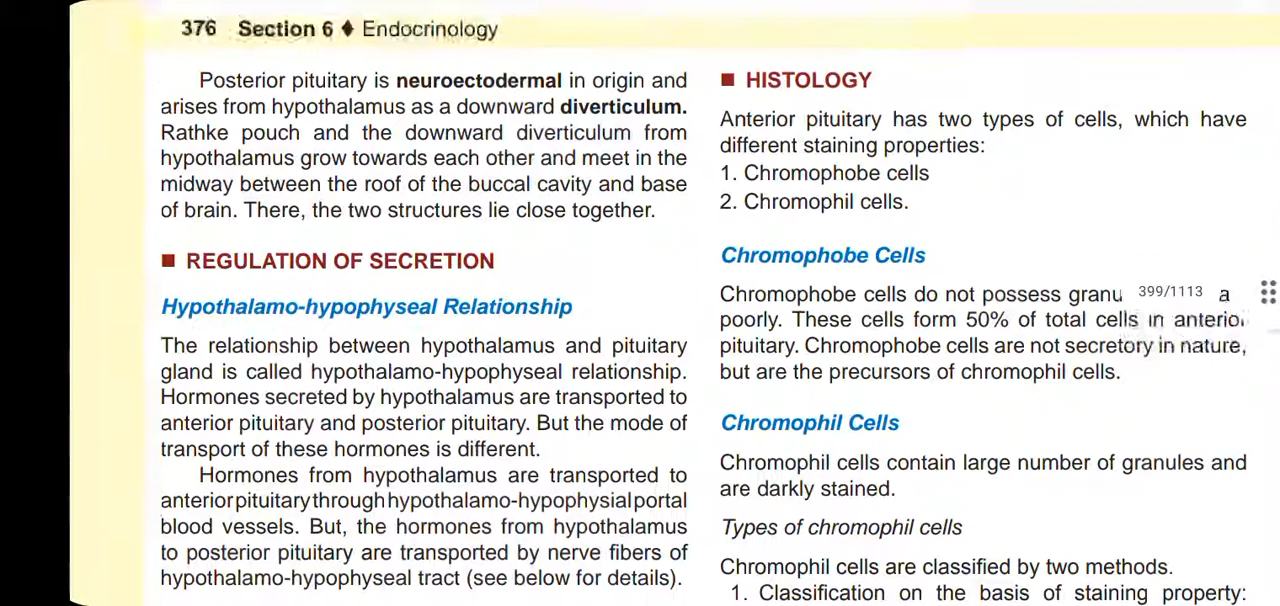 376 Section 6 ♦ Endocrinology
Posterior pituitary is neuroectodermal in origin and
arises from hypothalamus as a downward diverticulum.
Rathke pouch and the downward diverticulum from
hypothalamus grow towards each other and meet in the
midway between the roof of the buccal cavity and base
of brain. There, the two structures lie close together.
■ REGULATION OF SECRETION
Hypothalamo-hypophyseal Relationship
The relationship between hypothalamus and pituitary
gland is called hypothalamo-hypophyseal relationship.
Hormones secreted by hypothalamus are transported to
anterior pituitary and posterior pituitary. But the mode of
transport of these hormones is different.
Hormones from hypothalamus are transported to
anterior pituitary through hypothalamo-hypophysial portal
blood vessels. But, the hormones from hypothalamus
to posterior pituitary are transported by nerve fibers of
hypothalamo-hypophyseal tract (see below for details).
■ HISTOLOGY
Anterior pituitary has two types of cells, which have
different staining properties:
1. Chromophobe cells
2. Chromophil cells.
Chromophobe Cells
Chromophobe cells do not possess granu 399/1113 a
poorly. These cells form 50% of total cells in anterior
pituitary. Chromophobe cells are not secretory in nature,
but are the precursors of chromophil cells.
Chromophil Cells
Chromophil cells contain large number of granules and
are darkly stained.
Types of chromophil cells
Chromophil cells are classified by two methods.
1. Classification on the basis of staining property: